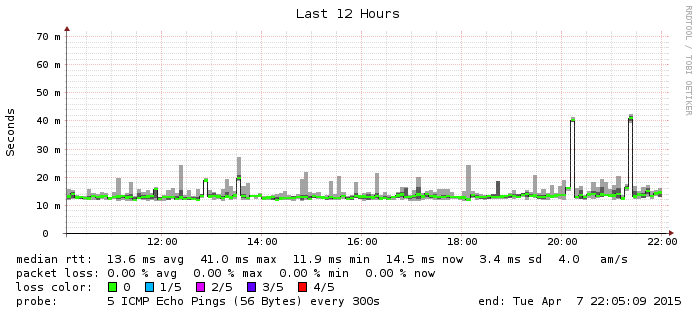 Last 12 Hours
RRDTOOL / TOBI OETIKER
Seconds
70 m
60 m
50 m
40 m
30 m
20 m
10 m
0
12:00 14:00 16:00 18:00 20:00 22:00
median rtt: 13.6 ms avg 41.0 ms max 11.9 ms min 14.5 ms now 3.4 ms sd 4.0 am/s
packet loss: 0.00 % avg 0.00 % max 0.00 % min 0.00 % now
loss color: 0 1/5 2/5 3/5 4/5
probe: 5 ICMP Echo Pings (56 Bytes) every 300s end: Tue Apr 7 22:05:09 2015